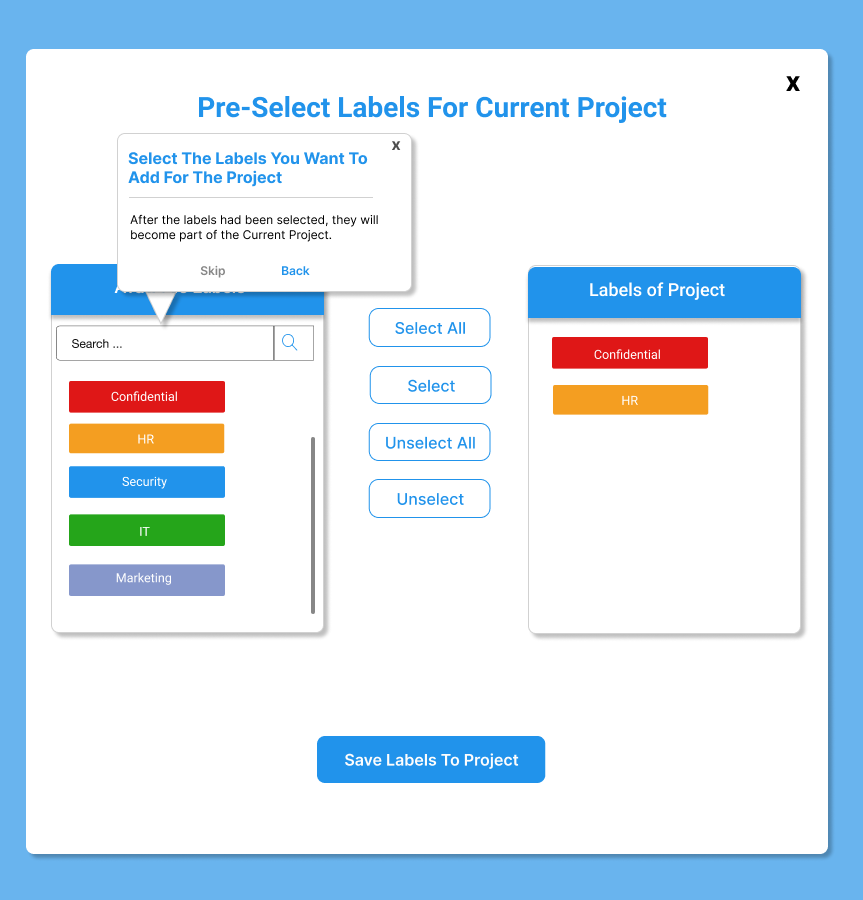 X
Pre-Select Labels For Current Project
X
Select The Labels You Want To
Add For The Project
After the labels had been selected, they will
become part of the Current Project.
Skip
Back
Labels of Project
Search ...
Confidential
HR
Security
IT
Marketing
Select All
Select
Unselect All
Unselect
Confidential
HR
Save Labels To Project